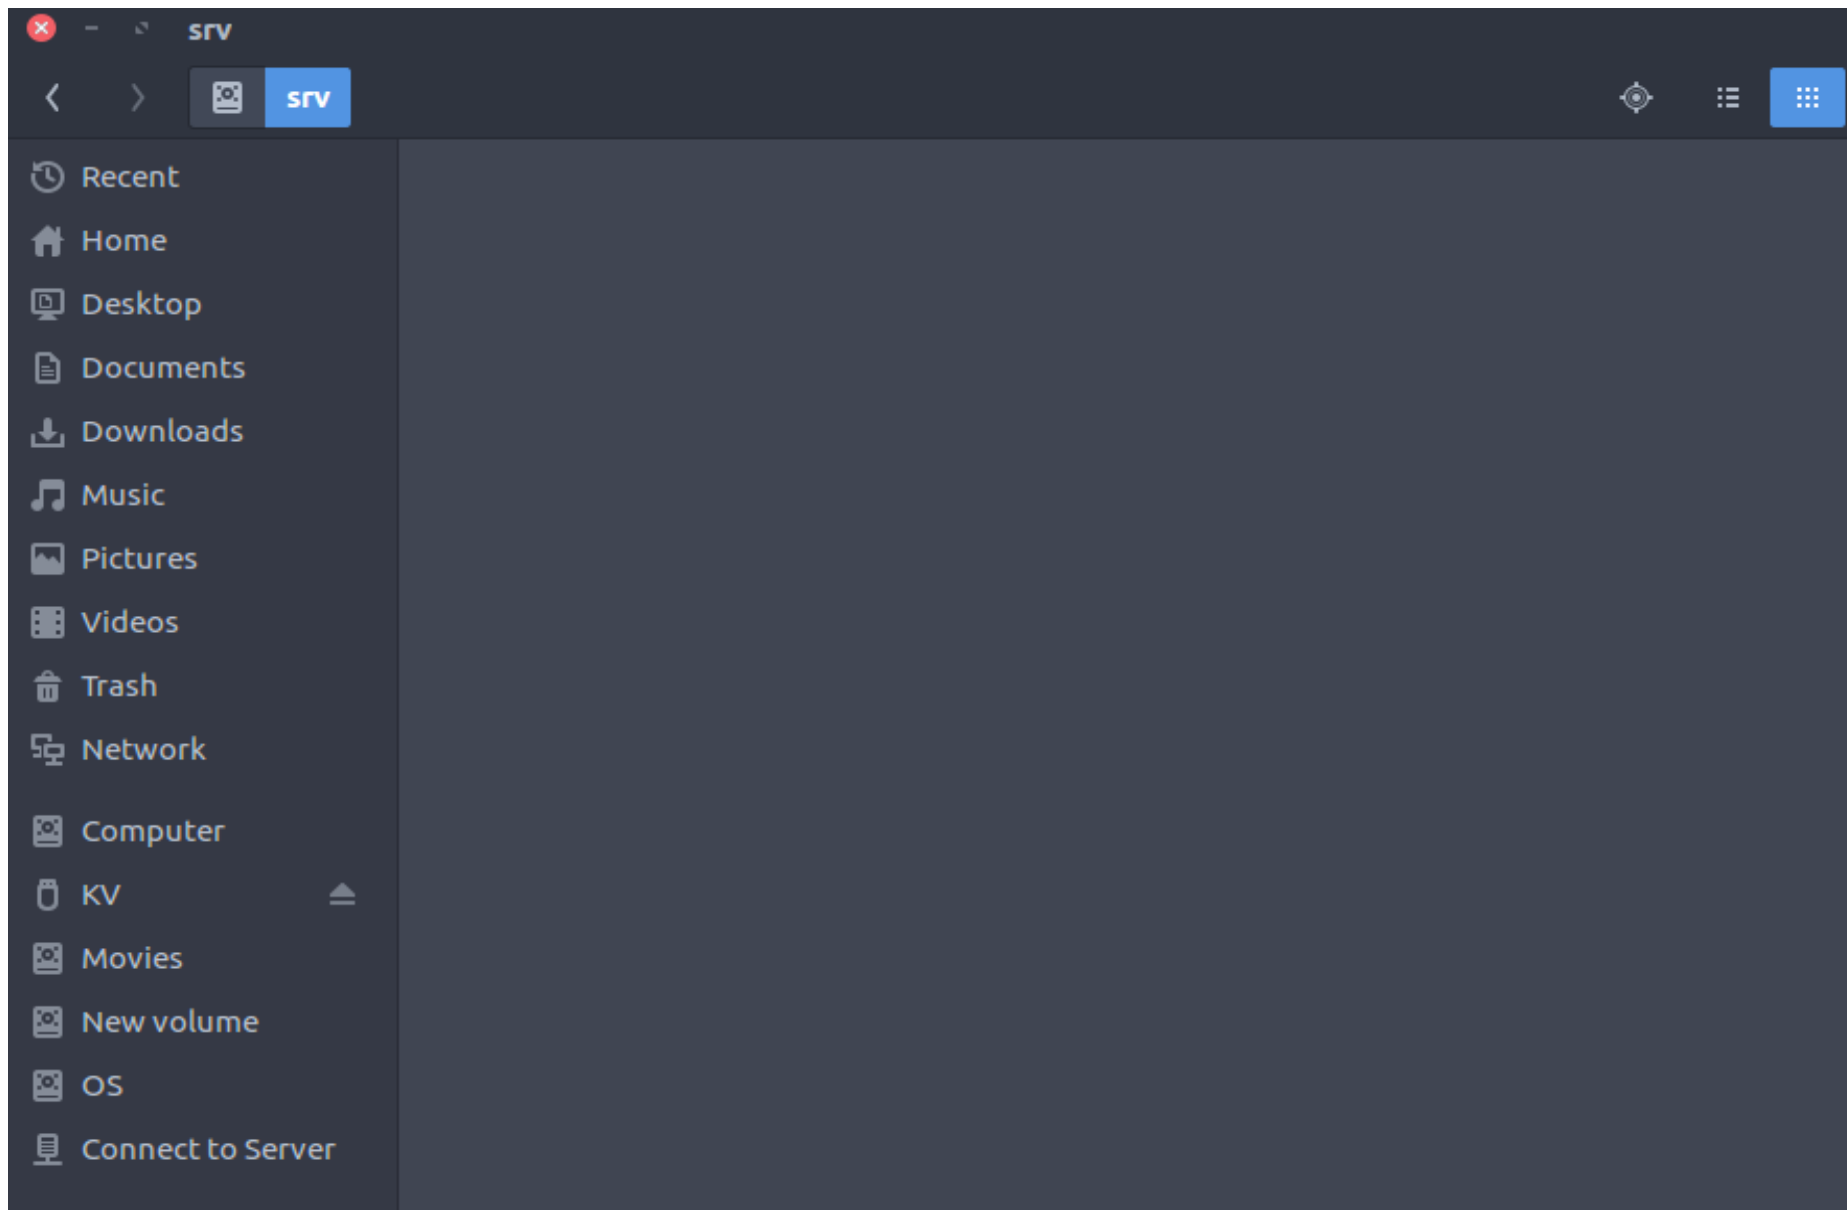 srv
srv
Recent
Home
Desktop
Documents
Downloads
Music
Pictures
Videos
Trash
Network
Computer
KV
Movies
New volume
OS
Connect to Server